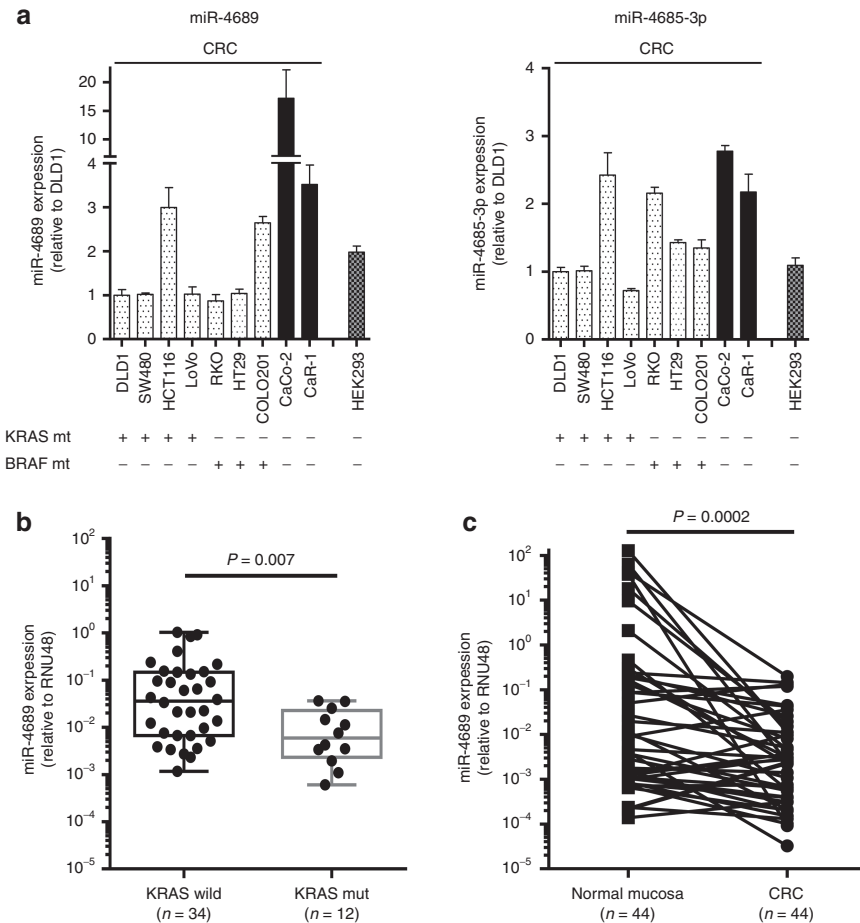 a
miR-4689
CRC
miR-4689 exrpession
(relative to DLD1)
20
15
10
4
3
2
1
0
DLD1
SW480
HCT116
LoVo
RKO
HT29
COLO201
CaCo-2
CaR-1
HEK293
KRAS mt + + + + – – – – – –
BRAF mt – – – – + + + – – –
miR-4685-3p
CRC
miR-4685-3p exrpession
(relative to DLD1)
4
3
2
1
0
DLD1
SW480
HCT116
LoVo
RKO
HT29
COLO201
CaCo-2
CaR-1
HEK293
+ + + + – – – – – –
– – – – + + + – – –
b
miR-4689 exrpession
(relative to RNU48)
10²
10¹
10⁰
10⁻¹
10⁻²
10⁻³
10⁻⁴
10⁻⁵
P = 0.007
KRAS wild
(n = 34)
KRAS mut
(n = 12)
c
miR-4689 exrpession
(relative to RNU48)
10²
10¹
10⁰
10⁻¹
10⁻²
10⁻³
10⁻⁴
10⁻⁵
P = 0.0002
Normal mucosa
(n = 44)
CRC
(n = 44)